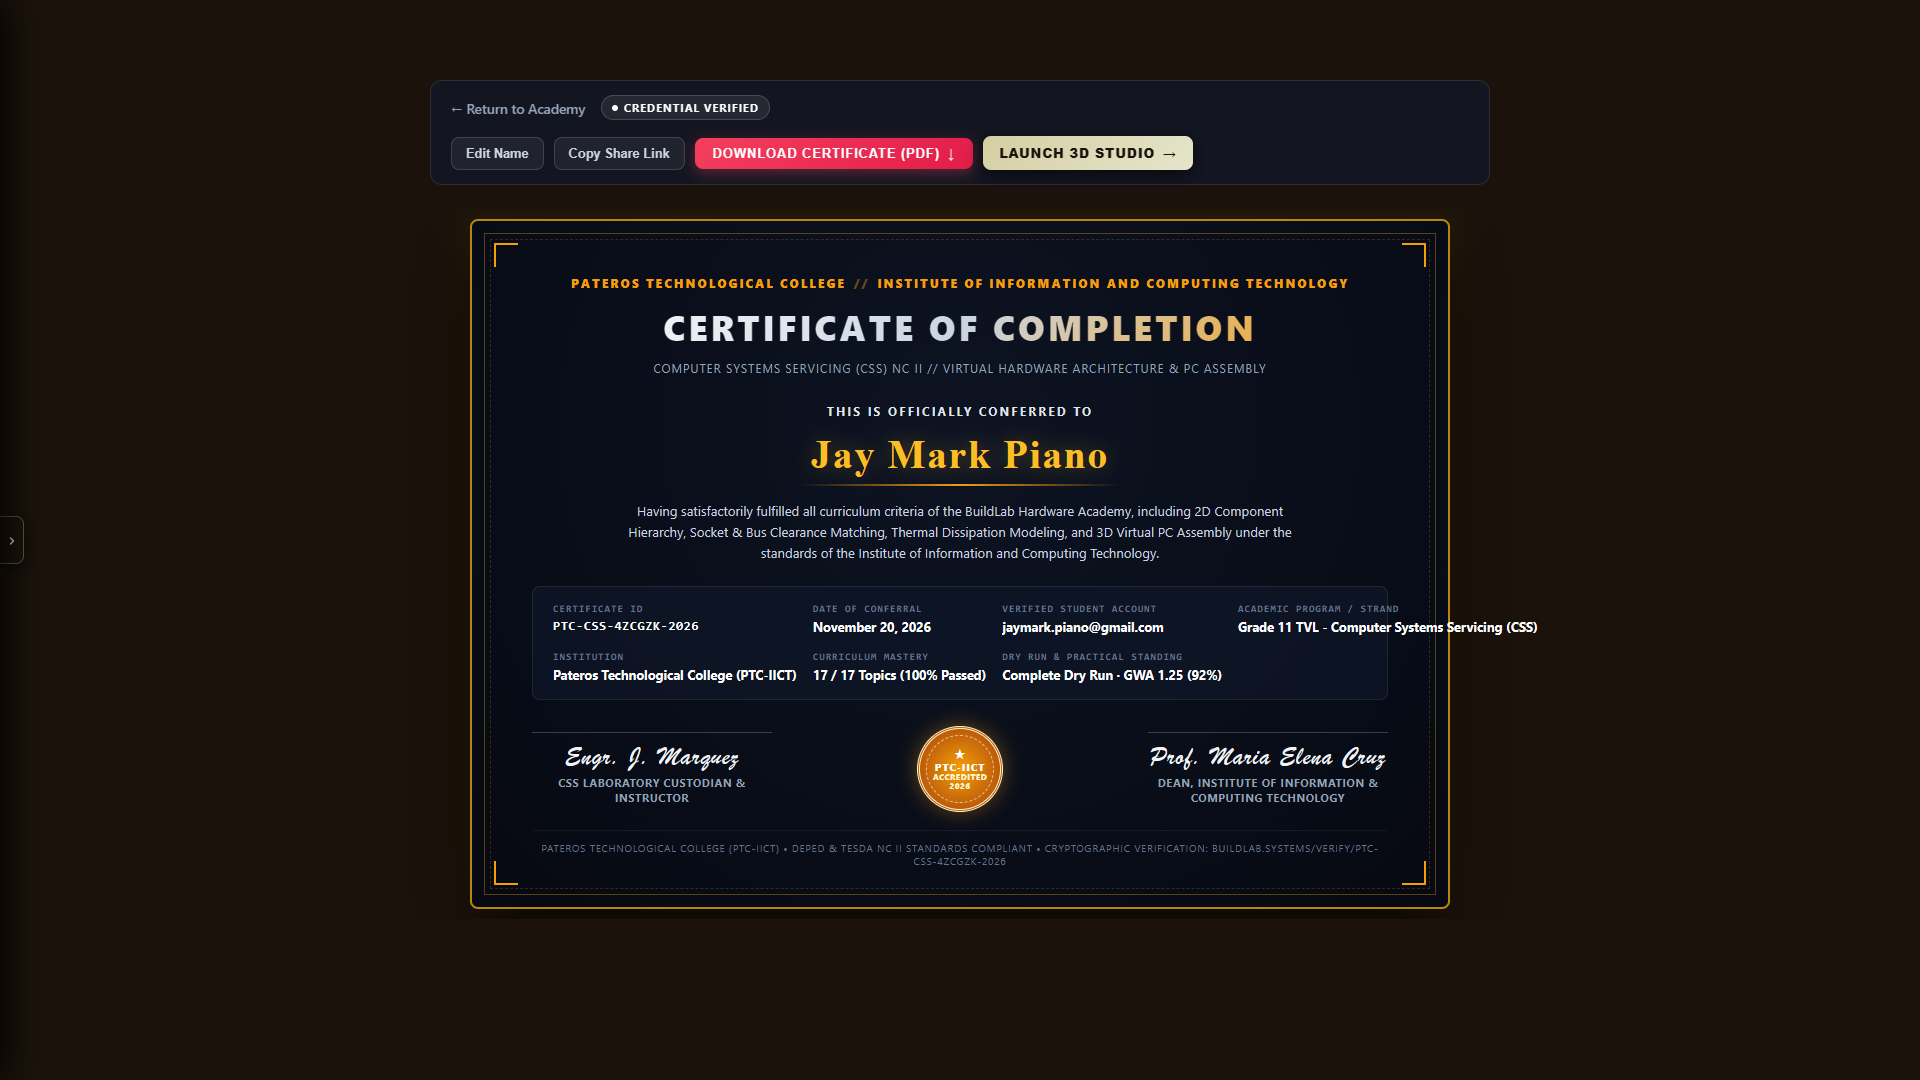 ← Return to Academy
● CREDENTIAL VERIFIED
Edit Name
Copy Share Link
DOWNLOAD CERTIFICATE (PDF) ↓
LAUNCH 3D STUDIO →
PATEROS TECHNOLOGICAL COLLEGE // INSTITUTE OF INFORMATION AND COMPUTING TECHNOLOGY
CERTIFICATE OF COMPLETION
COMPUTER SYSTEMS SERVICING (CSS) NC II // VIRTUAL HARDWARE ARCHITECTURE & PC ASSEMBLY
THIS IS OFFICIALLY CONFERRED TO
Jay Mark Piano
Having satisfactorily fulfilled all curriculum criteria of the BuildLab Hardware Academy, including 2D Component
Hierarchy, Socket & Bus Clearance Matching, Thermal Dissipation Modeling, and 3D Virtual PC Assembly under the
standards of the Institute of Information and Computing Technology.
CERTIFICATE ID
PTC-CSS-4ZCGZK-2026
DATE OF CONFERRAL
November 20, 2026
VERIFIED STUDENT ACCOUNT
jaymark.piano@gmail.com
ACADEMIC PROGRAM / STRAND
Grade 11 TVL - Computer Systems Servicing (CSS)
INSTITUTION
Pateros Technological College (PTC-IICT)
CURRICULUM MASTERY
17 / 17 Topics (100% Passed)
DRY RUN & PRACTICAL STANDING
Complete Dry Run · GWA 1.25 (92%)
Engr. J. Marquez
CSS LABORATORY CUSTODIAN &
INSTRUCTOR
★
PTC-IICT
ACCREDITED
2026
Prof. Maria Elena Cruz
DEAN, INSTITUTE OF INFORMATION &
COMPUTING TECHNOLOGY
PATEROS TECHNOLOGICAL COLLEGE (PTC-IICT) • DEPED & TESDA NC II STANDARDS COMPLIANT • CRYPTOGRAPHIC VERIFICATION: BUILDLAB.SYSTEMS/VERIFY/PTC-
CSS-4ZCGZK-2026